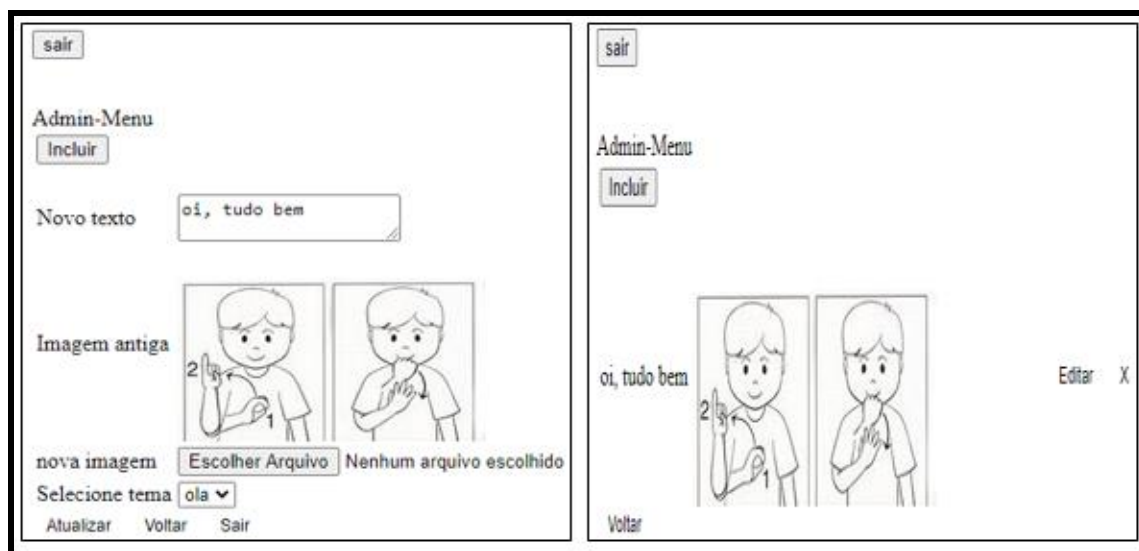 sair
Admin-Menu
Incluir
Novo texto
oi, tudo bem
Imagem antiga
2
1
nova imagem Escolher Arquivo Nenhum arquivo escolhido
Selecione tema ola
Atualizar Voltar Sair
sair
Admin-Menu
Incluir
oi, tudo bem
2
1
Editar X
Voltar